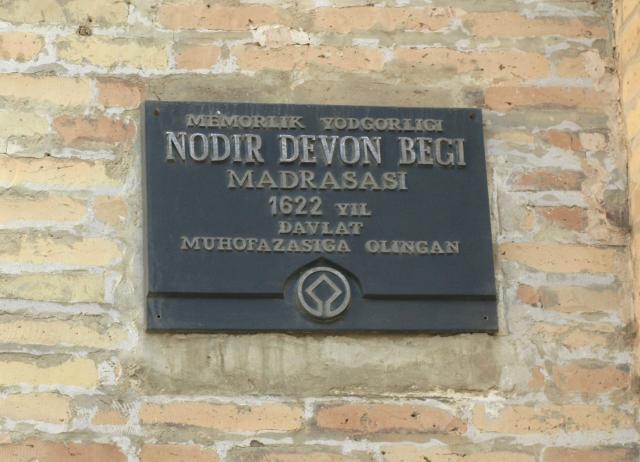 MEMORLIK YODGORLIGI
NODIR DEVON BEGI
MADRASASI
1622 YIL
DAVLAT
MUHOFAZASIGA OLINGAN